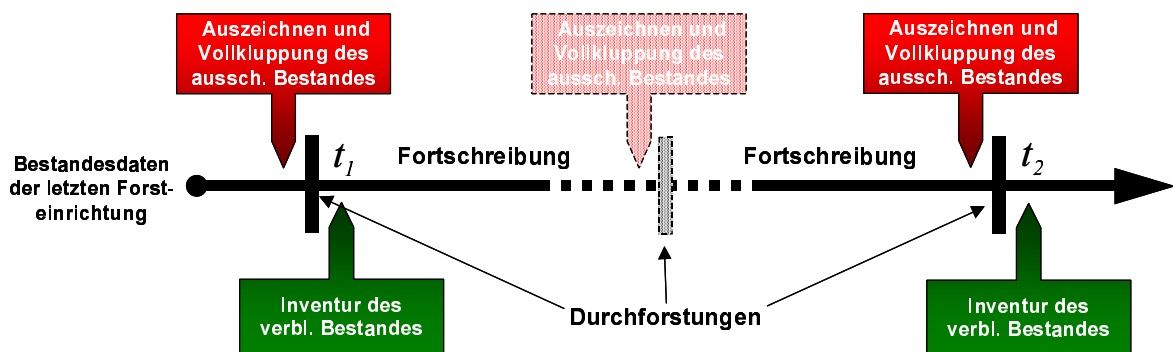 Auszeichnen und
Vollkluppung des
aussch. Bestandes
Auszeichnen und
Vollkluppung des
aussch. Bestandes
Auszeichnen und
Vollkluppung des
aussch. Bestandes
Bestandesdaten
der letzten Forst-
einrichtung
t1
Fortschreibung
Fortschreibung
t2
Inventur des
verbl. Bestandes
Durchforstungen
Inventur des
verbl. Bestandes